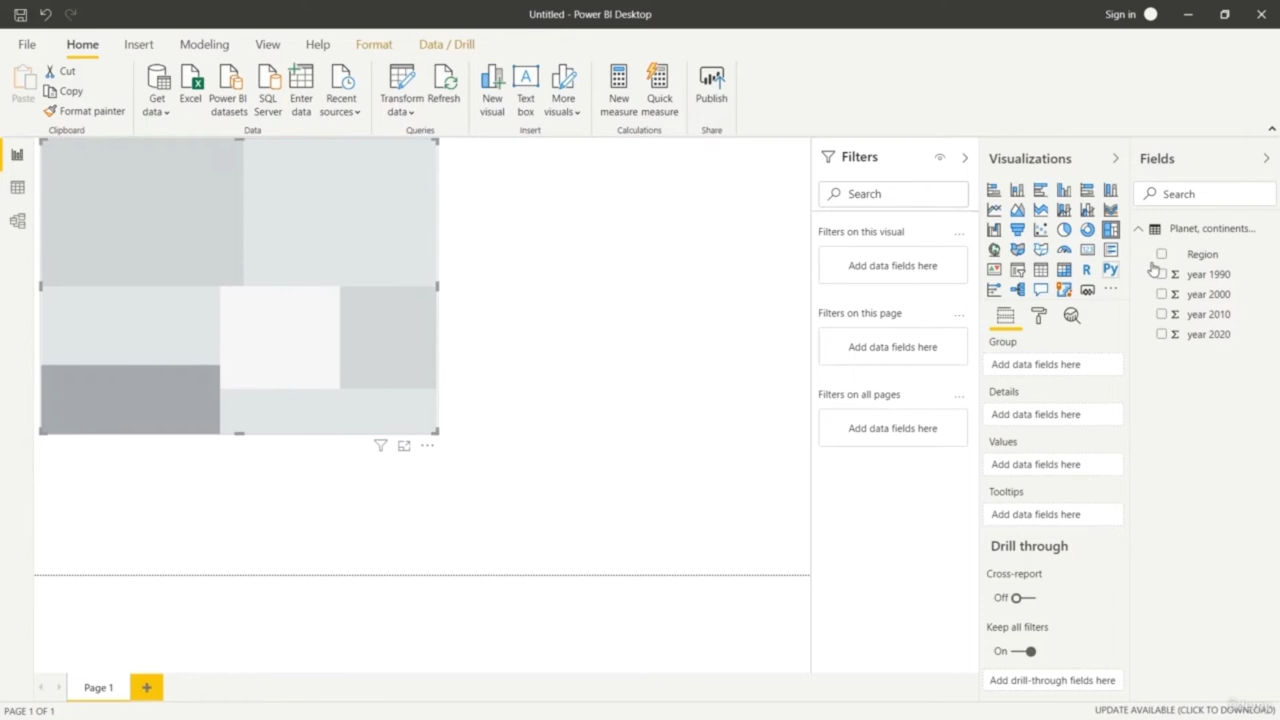 Untitled - Power BI Desktop
Sign in
File
Home
Insert
Modeling
View
Help
Format
Data / Drill
Paste
Cut
Copy
Format painter
Clipboard
Get data
Excel
Power BI datasets
SQL Server
Enter data
Recent sources
Data
Transform data
Refresh
Queries
New visual
Text box
More visuals
Insert
New measure
Quick measure
Calculations
Publish
Share
Filters
Search
Filters on this visual
Add data fields here
Filters on this page
Add data fields here
Filters on all pages
Add data fields here
Visualizations
R
Py
Group
Add data fields here
Details
Add data fields here
Values
Add data fields here
Tooltips
Add data fields here
Drill through
Cross-report
Off
Keep all filters
On
Add drill-through fields here
Fields
Search
Planet, continents...
Region
Σ year 1990
Σ year 2000
Σ year 2010
Σ year 2020
Page 1
PAGE 1 OF 1
UPDATE AVAILABLE (CLICK TO DOWNLOAD)